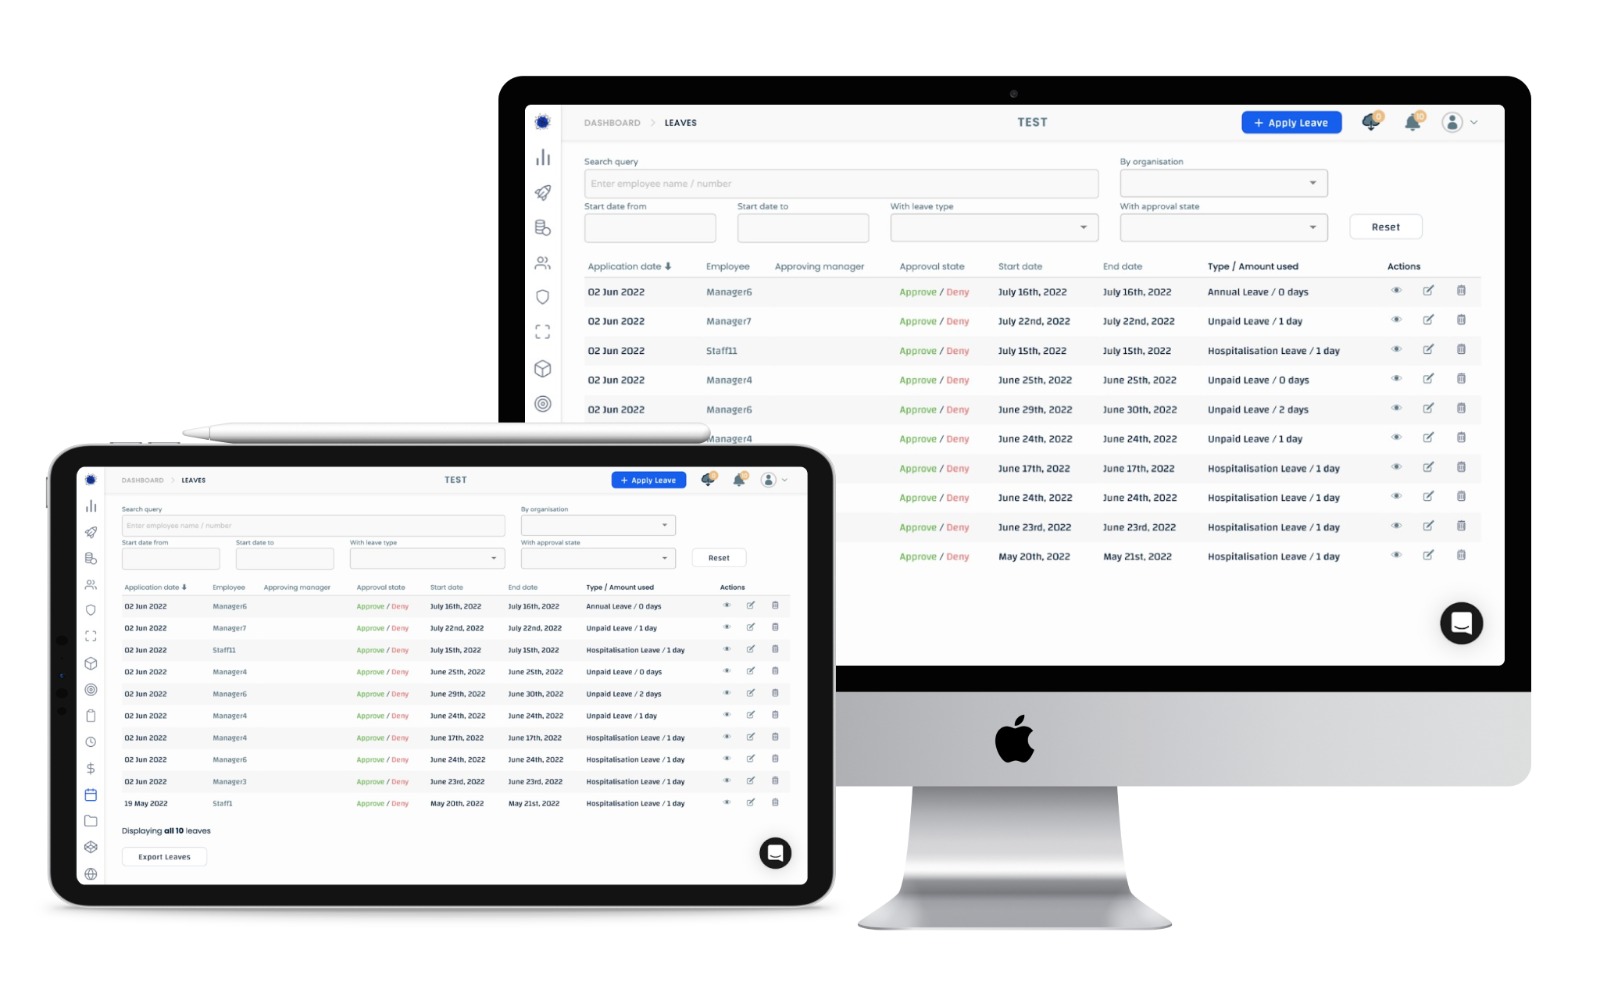 DASHBOARD > LEAVES TEST + Apply Leave 0 10
Search query By organisation
Enter employee name / number
Start date from Start date to With leave type With approval state
Reset
Application date Employee Approving manager Approval state Start date End date Type / Amount used Actions
02 Jun 2022 Manager6 Approve / Deny July 16th, 2022 July 16th, 2022 Annual Leave / 0 days
02 Jun 2022 Manager7 Approve / Deny July 22nd, 2022 July 22nd, 2022 Unpaid Leave / 1 day
02 Jun 2022 Staff11 Approve / Deny July 15th, 2022 July 15th, 2022 Hospitalisation Leave / 1 day
02 Jun 2022 Manager4 Approve / Deny June 25th, 2022 June 25th, 2022 Unpaid Leave / 0 days
02 Jun 2022 Manager6 Approve / Deny June 29th, 2022 June 30th, 2022 Unpaid Leave / 2 days
Manager4 Approve / Deny June 24th, 2022 June 24th, 2022 Unpaid Leave / 1 day
Approve / Deny June 17th, 2022 June 17th, 2022 Hospitalisation Leave / 1 day
Approve / Deny June 24th, 2022 June 24th, 2022 Hospitalisation Leave / 1 day
Approve / Deny June 23rd, 2022 June 23rd, 2022 Hospitalisation Leave / 1 day
Approve / Deny May 20th, 2022 May 21st, 2022 Hospitalisation Leave / 1 day
DASHBOARD > LEAVES TEST + Apply Leave
Search query By organisation
Enter employee name / number
Start date from Start date to With leave type With approval state
Reset
Application date Employee Approving manager Approval state Start date End date Type / Amount used Actions
02 Jun 2022 Manager6 Approve / Deny July 16th, 2022 July 16th, 2022 Annual Leave / 0 days
02 Jun 2022 Manager7 Approve / Deny July 22nd, 2022 July 22nd, 2022 Unpaid Leave / 1 day
02 Jun 2022 Staff11 Approve / Deny July 15th, 2022 July 15th, 2022 Hospitalisation Leave / 1 day
02 Jun 2022 Manager4 Approve / Deny June 25th, 2022 June 25th, 2022 Unpaid Leave / 0 days
02 Jun 2022 Manager6 Approve / Deny June 29th, 2022 June 30th, 2022 Unpaid Leave / 2 days
02 Jun 2022 Manager4 Approve / Deny June 24th, 2022 June 24th, 2022 Unpaid Leave / 1 day
02 Jun 2022 Manager4 Approve / Deny June 17th, 2022 June 17th, 2022 Hospitalisation Leave / 1 day
02 Jun 2022 Manager6 Approve / Deny June 24th, 2022 June 24th, 2022 Hospitalisation Leave / 1 day
02 Jun 2022 Manager3 Approve / Deny June 23rd, 2022 June 23rd, 2022 Hospitalisation Leave / 1 day
19 May 2022 Staff1 Approve / Deny May 20th, 2022 May 21st, 2022 Hospitalisation Leave / 1 day
Displaying all 10 leaves
Export Leaves